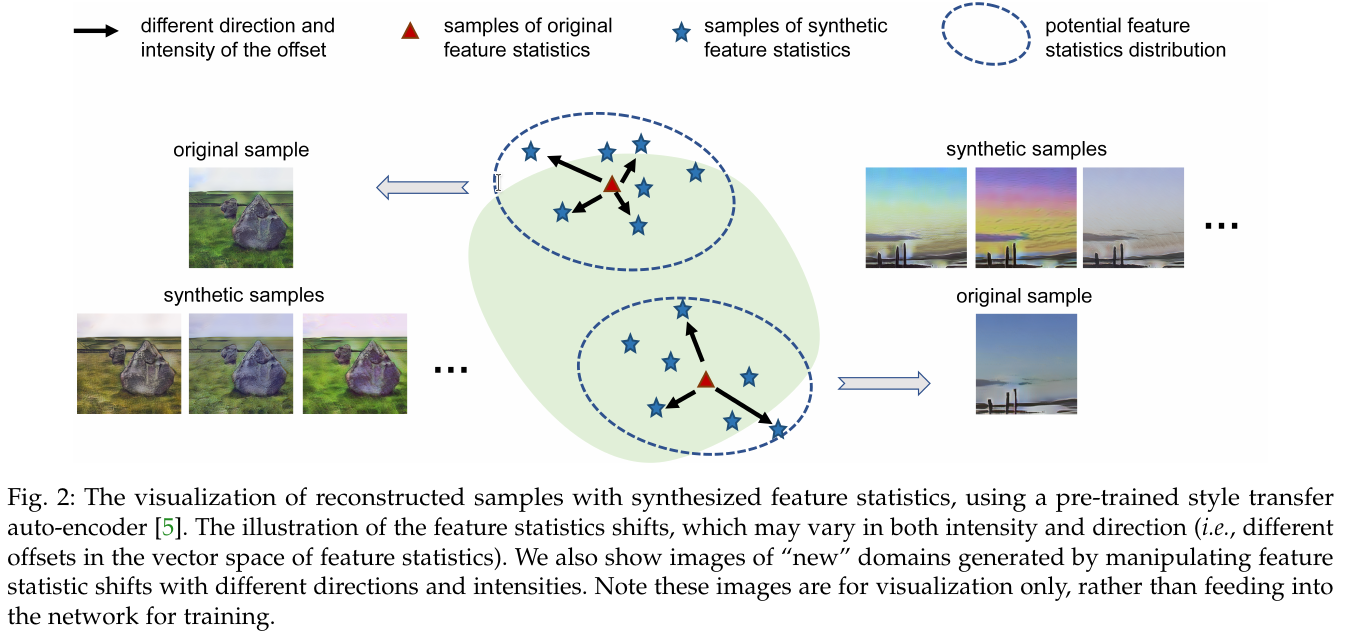 different direction and
intensity of the offset
samples of original
feature statistics
samples of synthetic
feature statistics
potential feature
statistics distribution
original sample
synthetic samples
...
synthetic samples
...
original sample
Fig. 2: The visualization of reconstructed samples with synthesized feature statistics, using a pre-trained style transfer
auto-encoder [5]. The illustration of the feature statistics shifts, which may vary in both intensity and direction (i.e., different
offsets in the vector space of feature statistics). We also show images of “new” domains generated by manipulating feature
statistic shifts with different directions and intensities. Note these images are for visualization only, rather than feeding into
the network for training.